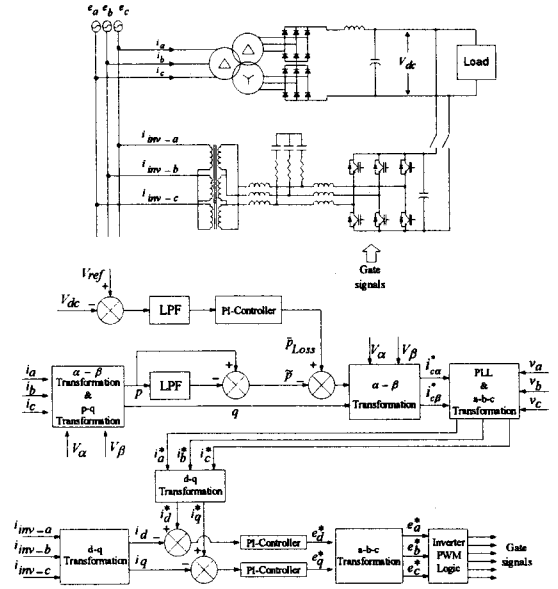 e_a e_b e_c
i_a
i_b
i_c
V_dc
Load
i_inv-a
i_inv-b
i_inv-c
Gate
signals
V_ref
+
V_dc -
LPF
PI-Controller
p̄_Loss
V_α V_β
i_a
i_b
i_c
α - β
Transformation
&
p-q
Transformation
V_α V_β
p
LPF
+
-
p̃
-
+
q
α - β
Transformation
i*_cα
i*_cβ
PLL
&
a-b-c
Transformation
v_a
v_b
v_c
i*_a i*_b i*_c
d-q
Transformation
i*_d i*_q
i_inv-a
i_inv-b
i_inv-c
d-q
Transformation
i_d -
+
i_q -
+
PI-Controller
PI-Controller
e*_d
e*_q
a-b-c
Transformation
e*_a
e*_b
e*_c
Inverter
PWM
Logic
Gate
signals